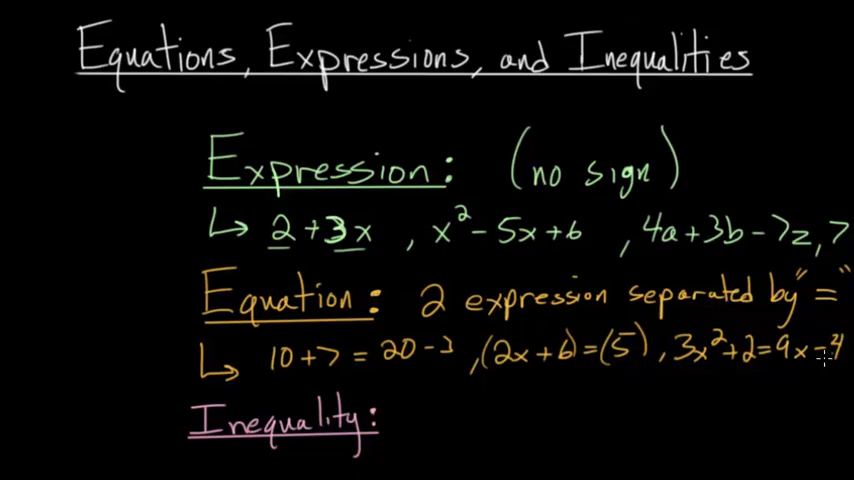 Equations, Expressions, and Inequalities
Expression: (no sign)
↳ 2 + 3x , x² - 5x + 6 , 4a + 3b - 7z, 7
Equation: 2 expression separated by "="
↳ 10 + 7 = 20 - 3 , (2x + 6) = (5) , 3x² + 2 = 9x - 4
Inequality: